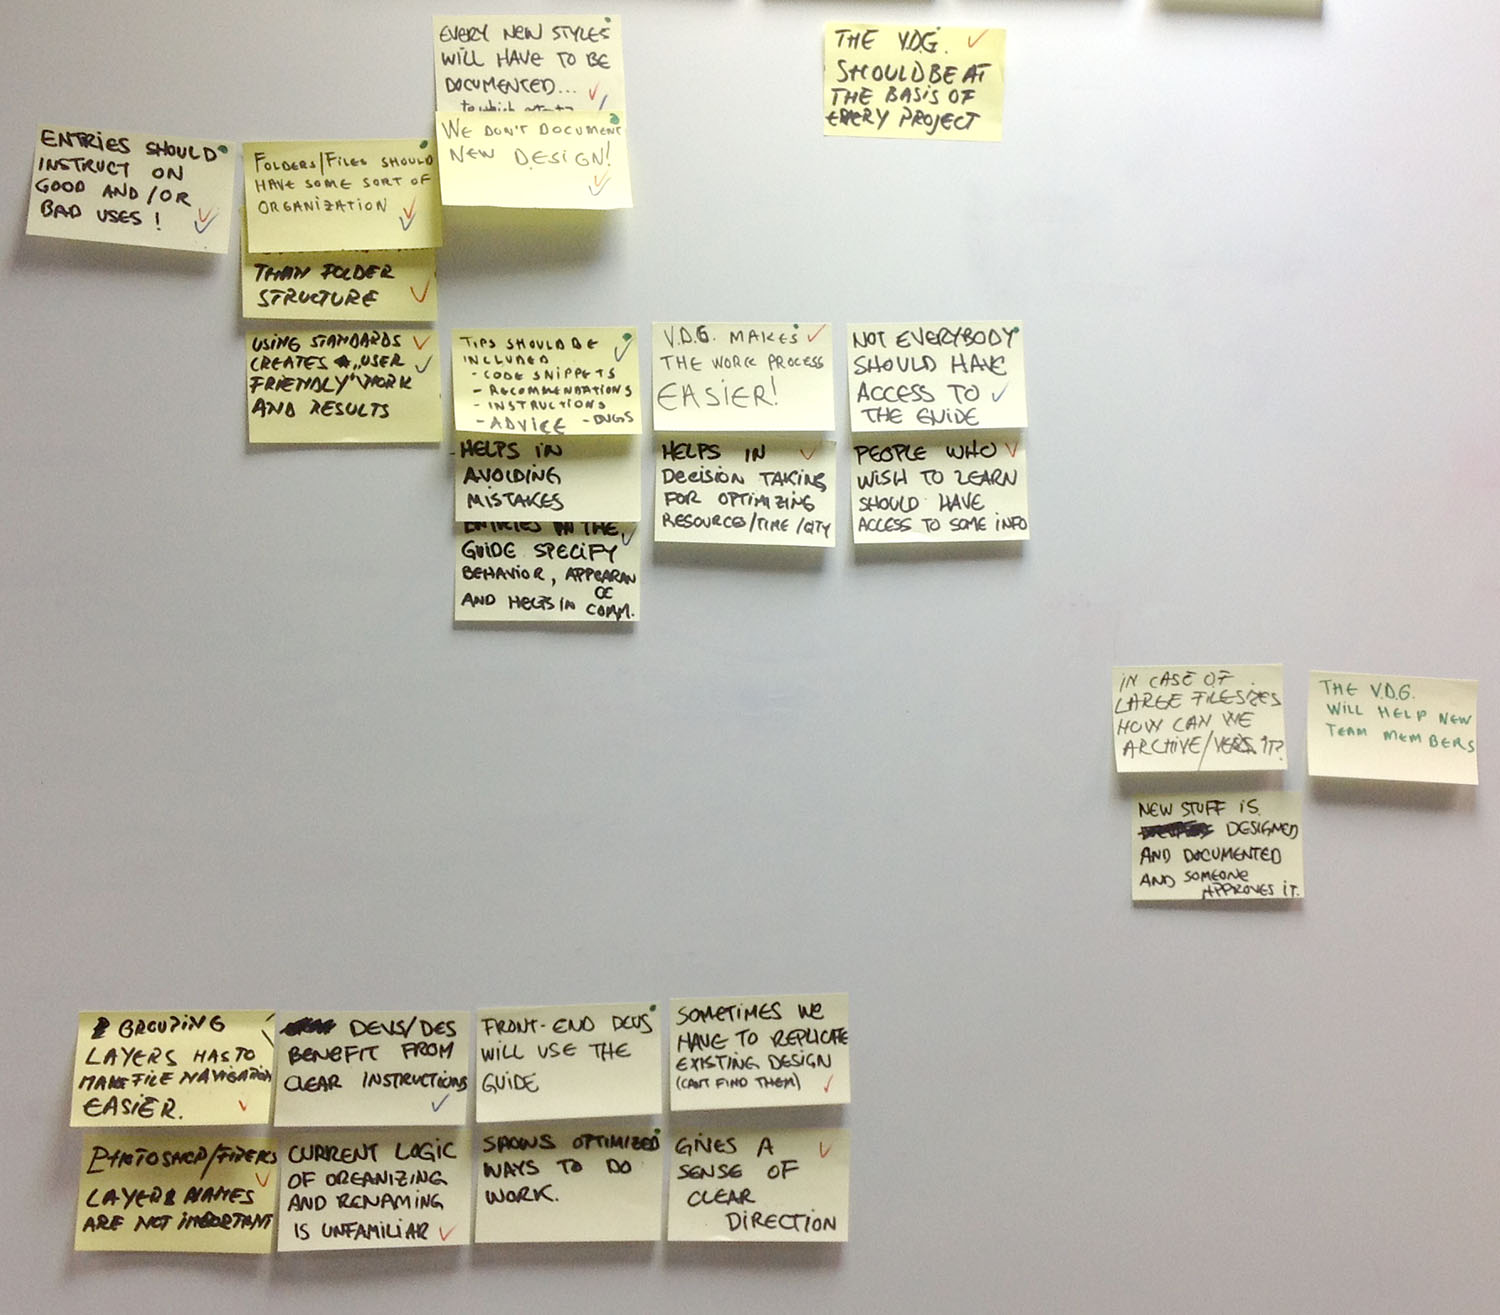 EVERY NEW STYLES
WILL HAVE TO BE
DOCUMENTED...
to which
WE DON'T DOCUMENT
NEW DESIGN!
THE V.D.G.
SHOULD BE AT
THE BASIS OF
EVERY PROJECT
ENTRIES SHOULD
INSTRUCT ON
GOOD AND/OR
BAD USES!
FOLDERS/FILES SHOULD
HAVE SOME SORT OF
ORGANIZATION
THAN FOLDER
STRUCTURE
USING STANDARDS
CREATES "USER
FRIENDLY" WORK
AND RESULTS
TIPS SHOULD BE
INCLUDED
- CODE SNIPPETS
- RECOMMENDATIONS
- INSTRUCTIONS
- ADVICE - BUGS
HELPS IN
AVOIDING
MISTAKES
ENTRIES IN THE
GUIDE SPECIFY
BEHAVIOR, APPEARAN
CE
AND HELPS IN COMM.
V.D.G. MAKES
THE WORK PROCESS
EASIER!
HELPS IN
DECISION TAKING
FOR OPTIMIZING
RESOURCES/TIME/QTY
NOT EVERYBODY
SHOULD HAVE
ACCESS TO
THE GUIDE
PEOPLE WHO
WISH TO LEARN
SHOULD HAVE
ACCESS TO SOME INFO
IN CASE OF
LARGE FILESIZES
HOW CAN WE
ARCHIVE/VERS. IT?
THE V.D.G.
WILL HELP NEW
TEAM MEMBERS
NEW STUFF IS
DESIGNED
AND DOCUMENTED
AND SOMEONE
APPROVES IT.
GROUPING
LAYERS HAS TO
MAKE FILE NAVIGATION
EASIER.
PHOTOSHOP/FIREWKS
LAYER NAMES
ARE NOT IMPORTANT
DEVS/DES
BENEFIT FROM
CLEAR INSTRUCTIONS
CURRENT LOGIC
OF ORGANIZING
AND RENAMING
IS UNFAMILIAR
FRONT-END DEVS
WILL USE THE
GUIDE
SHOWS OPTIMIZED
WAYS TO DO
WORK.
SOMETIMES WE
HAVE TO REPLICATE
EXISTING DESIGN
(CAN'T FIND THEM)
GIVES A
SENSE OF
CLEAR
DIRECTION